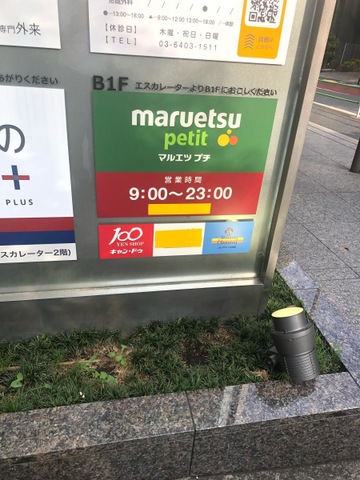 専門外来
●-13:00～18:00 ▲-9:00～12:00 13:00～18:00
【休診日】 木曜・祝日・日曜
【TEL】 03-6403-1511
がりください
B1F エスカレーターよりB1Fにおこしください
maruetsu
petit
マルエツ プチ
営業時間
9:00～23:00
の
+
PLUS
スカレーター2階)
100
YEN SHOP
キャン・ドゥ